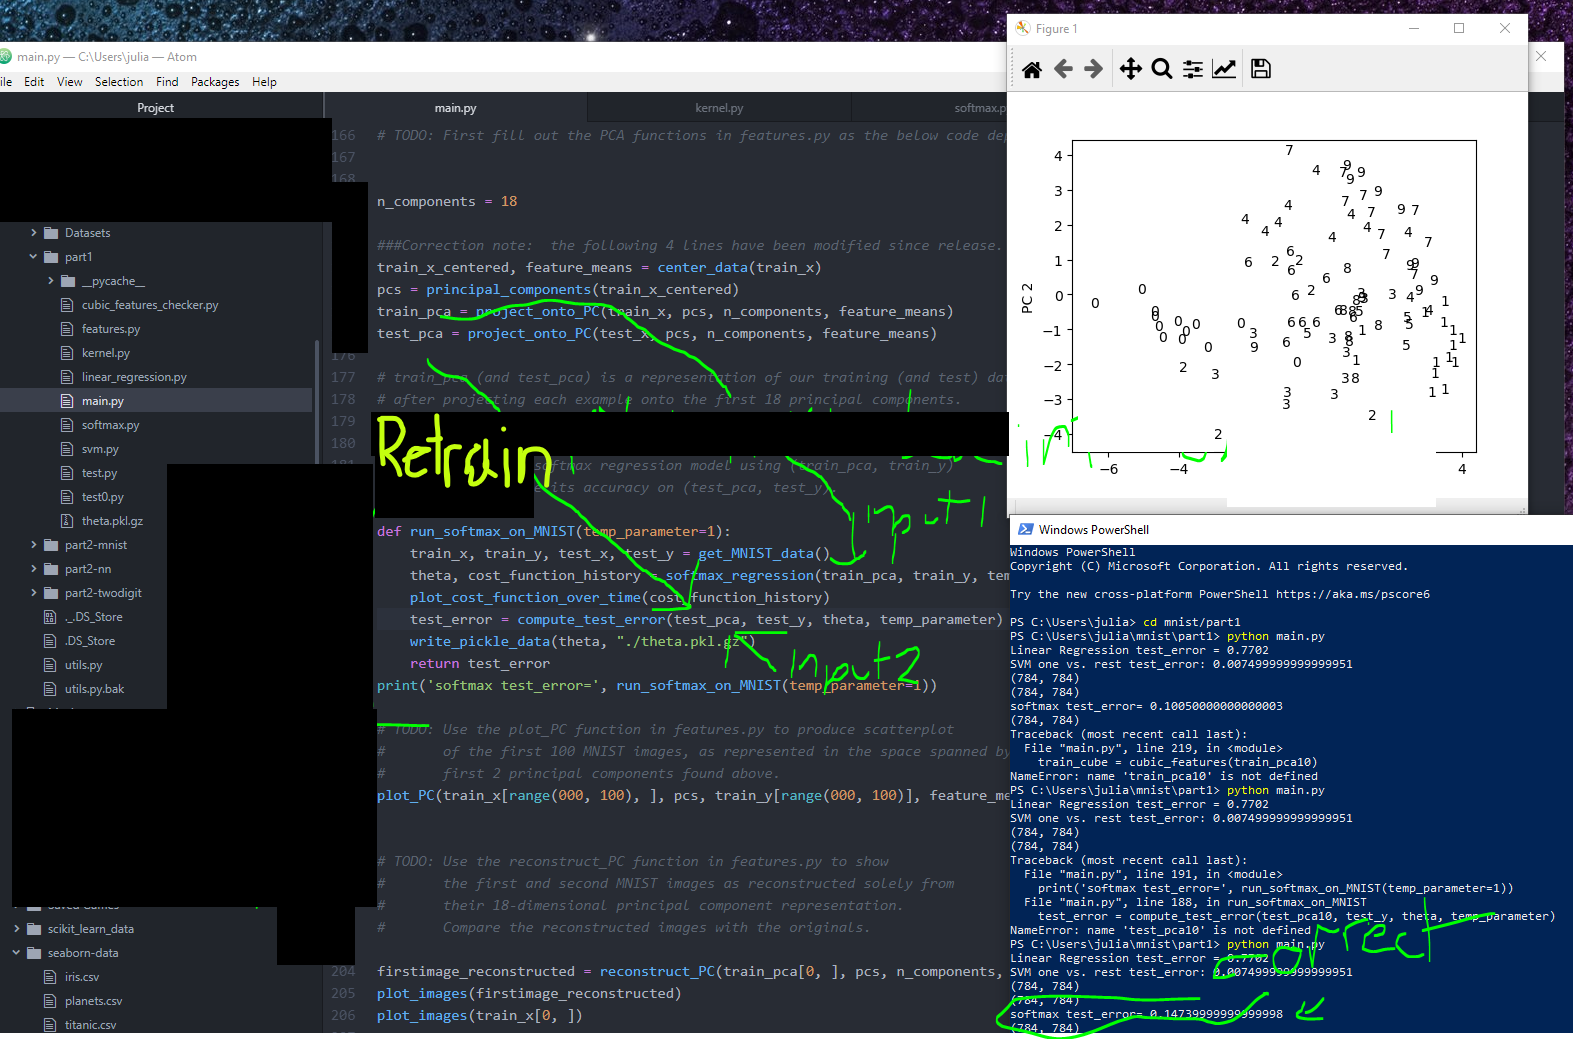 Figure 1
main.py — C:\Users\julia — Atom
ile Edit View Selection Find Packages Help
Project
main.py
kernel.py
softmax.p
Datasets
part1
__pycache__
cubic_features_checker.py
features.py
kernel.py
linear_regression.py
main.py
softmax.py
svm.py
test.py
test0.py
theta.pkl.gz
part2-mnist
part2-nn
part2-twodigit
._.DS_Store
.DS_Store
utils.py
utils.py.bak
scikit_learn_data
seaborn-data
iris.csv
planets.csv
titanic.csv
166 # TODO: First fill out the PCA functions in features.py as the below code dep
167
168
n_components = 18
###Correction note:  the following 4 lines have been modified since release.
train_x_centered, feature_means = center_data(train_x)
pcs = principal_components(train_x_centered)
train_pca = project_onto_PC(train_x, pcs, n_components, feature_means)
test_pca = project_onto_PC(test_x, pcs, n_components, feature_means)
176
177 # train_pca (and test_pca) is a representation of our training (and test) dat
178 # after projecting each example onto the first 18 principal components.
179
180
Retrain
softmax regression model using (train_pca, train_y)
its accuracy on (test_pca, test_y).
def run_softmax_on_MNIST(temp_parameter=1):
train_x, train_y, test_x, test_y = get_MNIST_data()
theta, cost_function_history = softmax_regression(train_pca, train_y, tem
plot_cost_function_over_time(cost_function_history)
test_error = compute_test_error(test_pca, test_y, theta, temp_parameter)
write_pickle_data(theta, "./theta.pkl.gz")
return test_error
print('softmax test_error=', run_softmax_on_MNIST(temp_parameter=1))
input1
input2
# TODO: Use the plot_PC function in features.py to produce scatterplot
#       of the first 100 MNIST images, as represented in the space spanned by
#       first 2 principal components found above.
plot_PC(train_x[range(000, 100), ], pcs, train_y[range(000, 100)], feature_me
# TODO: Use the reconstruct_PC function in features.py to show
#       the first and second MNIST images as reconstructed solely from
#       their 18-dimensional principal component representation.
#       Compare the reconstructed images with the originals.
204 firstimage_reconstructed = reconstruct_PC(train_pca[0, ], pcs, n_components,
205 plot_images(firstimage_reconstructed)
206 plot_images(train_x[0, ])
PC 2
4
3
2
1
0
−1
−2
−3
−4
−6 −4 4
Windows PowerShell
Windows PowerShell
Copyright (C) Microsoft Corporation. All rights reserved.
Try the new cross-platform PowerShell https://aka.ms/pscore6
PS C:\Users\julia> cd mnist/part1
PS C:\Users\julia\mnist\part1> python main.py
Linear Regression test_error = 0.7702
SVM one vs. rest test_error: 0.007499999999999951
(784, 784)
(784, 784)
softmax test_error= 0.10050000000000003
(784, 784)
Traceback (most recent call last):
File "main.py", line 219, in <module>
train_cube = cubic_features(train_pca10)
NameError: name 'train_pca10' is not defined
PS C:\Users\julia\mnist\part1> python main.py
Linear Regression test_error = 0.7702
SVM one vs. rest test_error: 0.007499999999999951
(784, 784)
(784, 784)
Traceback (most recent call last):
File "main.py", line 191, in <module>
print('softmax test_error=', run_softmax_on_MNIST(temp_parameter=1))
File "main.py", line 188, in run_softmax_on_MNIST
test_error = compute_test_error(test_pca10, test_y, theta, temp_parameter)
NameError: name 'test_pca10' is not defined
PS C:\Users\julia\mnist\part1> python main.py
Linear Regression test_error = 0.7702
SVM one vs. rest test_error: 0.007499999999999951
(784, 784)
(784, 784)
softmax test_error= 0.14739999999999998
(784, 784)
correct